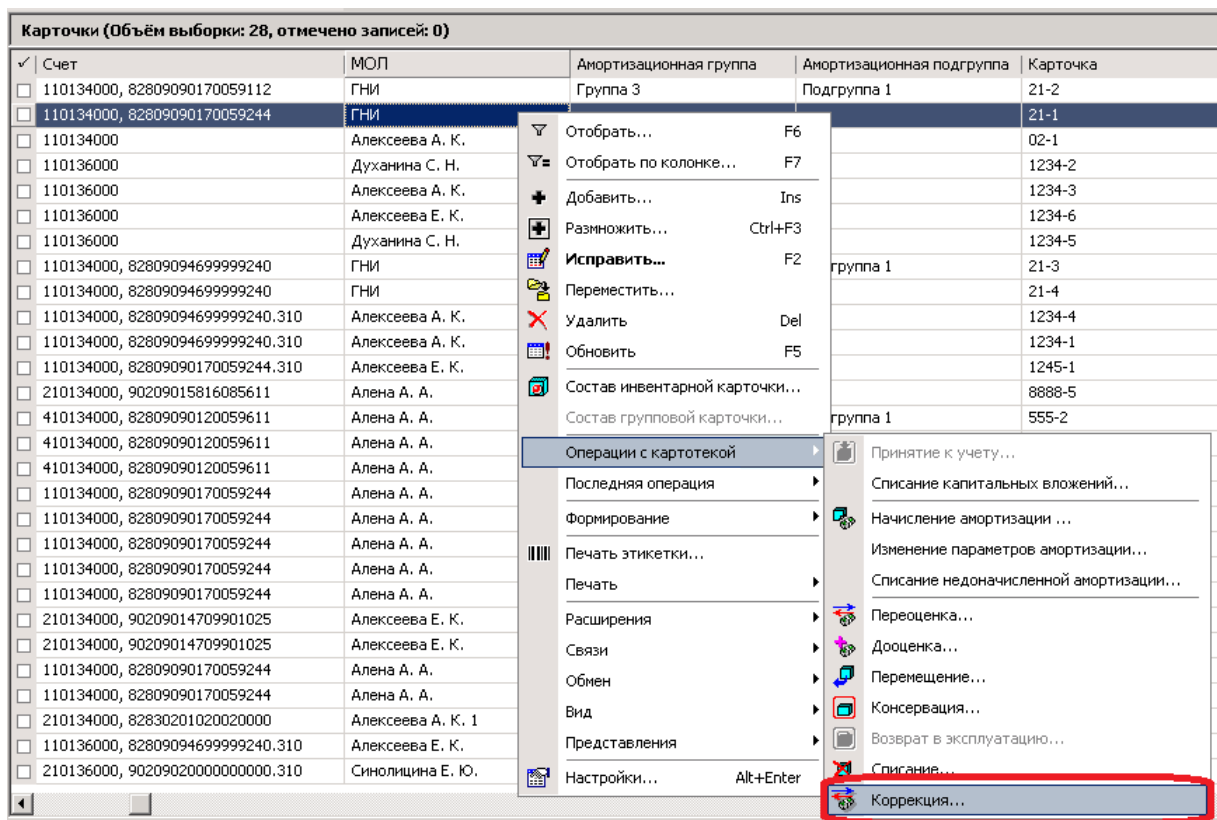 Карточки (Объём выборки: 28, отмечено записей: 0)
✓ Счет МОЛ Амортизационная группа Амортизационная подгруппа Карточка
110134000, 82809090170059112 ГНИ Группа 3 Подгруппа 1 21-2
110134000, 82809090170059244 ГНИ 21-1
110134000 Алексеева А. К. 02-1
110136000 Духанина С. Н. 1234-2
110136000 Алексеева А. К. 1234-3
110136000 Алексеева Е. К. 1234-6
110136000 Духанина С. Н. 1234-5
110134000, 82809094699999240 ГНИ группа 1 21-3
110134000, 82809094699999240 ГНИ 21-4
110134000, 82809094699999240.310 Алексеева А. К. 1234-4
110134000, 82809094699999240.310 Алексеева А. К. 1234-1
110134000, 82809090170059244.310 Алексеева Е. К. 1245-1
210134000, 90209015816085611 Алена А. А. 8888-5
410134000, 82809090120059611 Алена А. А. группа 1 555-2
410134000, 82809090120059611 Алена А. А.
410134000, 82809090120059611 Алена А. А.
110134000, 82809090170059244 Алена А. А.
110134000, 82809090170059244 Алена А. А.
110134000, 82809090170059244 Алена А. А.
110134000, 82809090170059244 Алена А. А.
110134000, 82809090170059244 Алена А. А.
210134000, 90209014709901025 Алексеева Е. К.
210134000, 90209014709901025 Алексеева Е. К.
110134000, 82809090170059244 Алена А. А.
110134000, 82809090170059244 Алена А. А.
210134000, 82830201020020000 Алексеева А. К. 1
110136000, 82809094699999240.310 Алексеева Е. К.
210136000, 90209020000000000.310 Синолицина Е. Ю.
Отобрать... F6
Отобрать по колонке... F7
Добавить... Ins
Размножить... Ctrl+F3
Исправить... F2
Переместить...
Удалить Del
Обновить F5
Состав инвентарной карточки...
Состав групповой карточки...
Операции с картотекой
Последняя операция
Формирование
Печать этикетки...
Печать
Расширения
Связи
Обмен
Вид
Представления
Настройки... Alt+Enter
Принятие к учету...
Списание капитальных вложений...
Начисление амортизации ...
Изменение параметров амортизации...
Списание недоначисленной амортизации...
Переоценка...
Дооценка...
Перемещение...
Консервация...
Возврат в эксплуатацию...
Списание...
Коррекция...